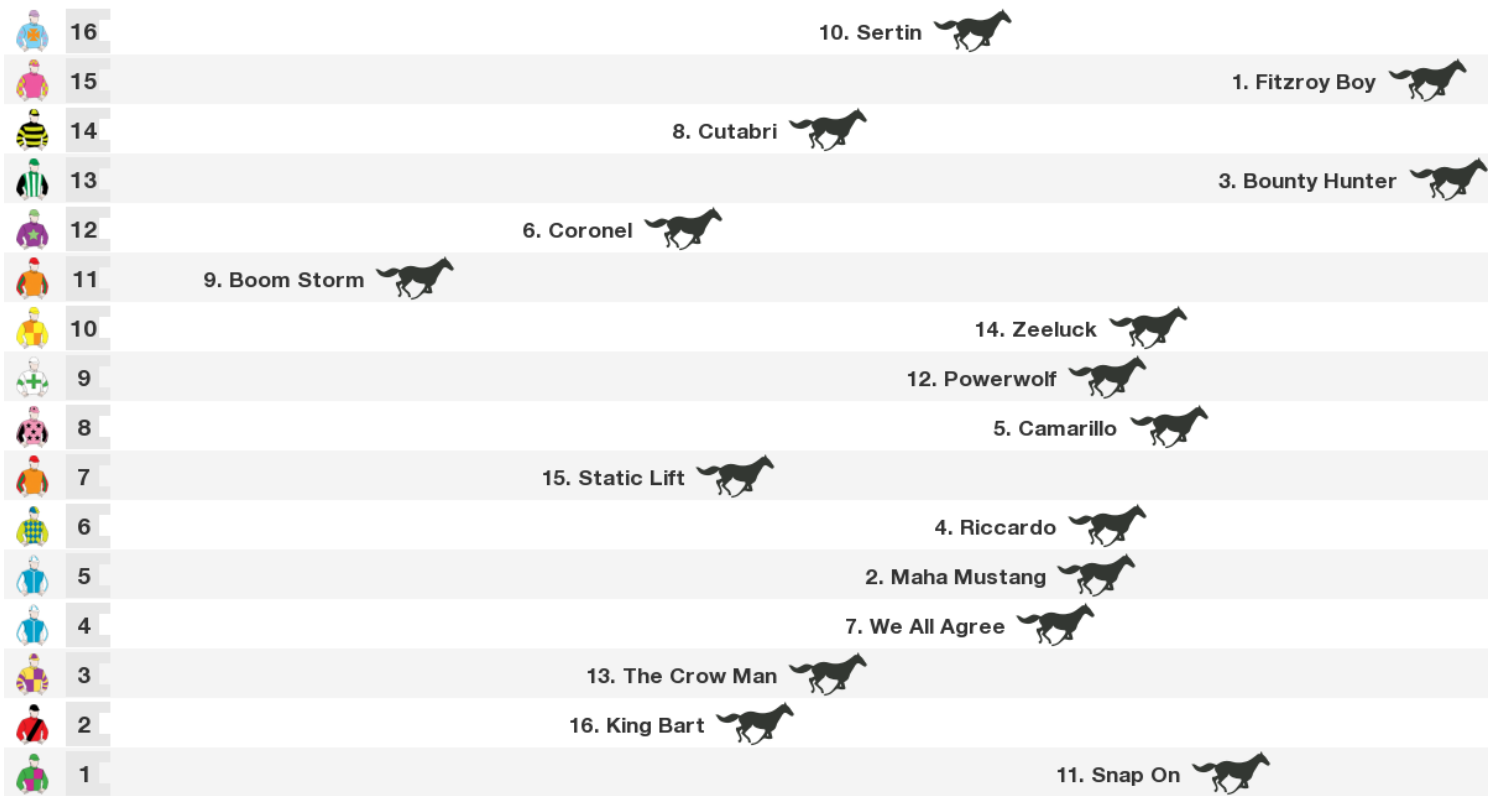 16 10. Sertin
15 1. Fitzroy Boy
14 8. Cutabri
13 3. Bounty Hunter
12 6. Coronel
11 9. Boom Storm
10 14. Zeeluck
9 12. Powerwolf
8 5. Camarillo
7 15. Static Lift
6 4. Riccardo
5 2. Maha Mustang
4 7. We All Agree
3 13. The Crow Man
2 16. King Bart
1 11. Snap On